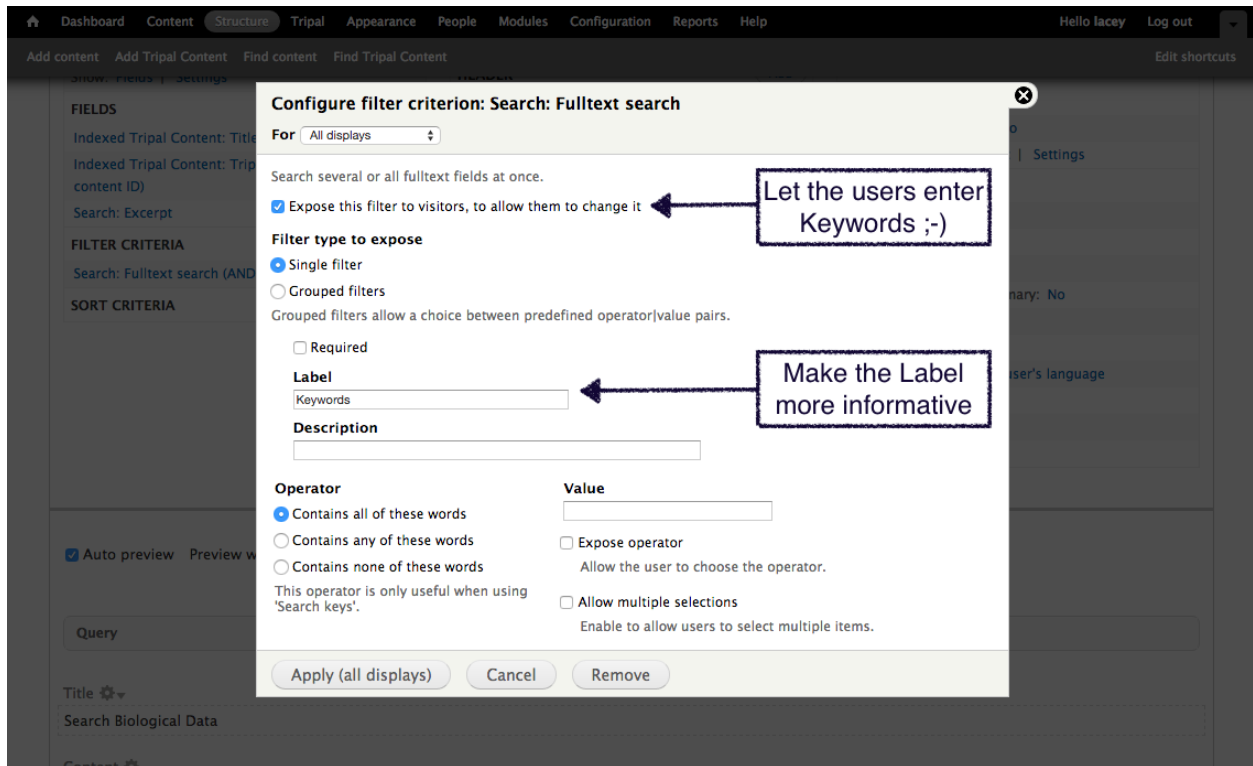 Dashboard Content Structure Tripal Appearance People Modules Configuration Reports Help Hello lacey Log out
Add content Add Tripal Content Find content Find Tripal Content Edit shortcuts
Show: Fields | Settings
HEADER
FIELDS
Indexed Tripal Content: Title
Indexed Tripal Content: Trip
content ID)
Search: Excerpt
FILTER CRITERIA
Search: Fulltext search (AND
SORT CRITERIA
Configure filter criterion: Search: Fulltext search
For All displays
Search several or all fulltext fields at once.
Expose this filter to visitors, to allow them to change it
Let the users enter
Keywords ;-)
Filter type to expose
Single filter
Grouped filters
Grouped filters allow a choice between predefined operator|value pairs.
Required
Label
Keywords
Make the Label
more informative
Description
Operator
Contains all of these words
Contains any of these words
Contains none of these words
This operator is only useful when using
'Search keys'.
Value
Expose operator
Allow the user to choose the operator.
Allow multiple selections
Enable to allow users to select multiple items.
Apply (all displays) Cancel Remove
o
| Settings
mary: No
user's language
Auto preview Preview w
Query
Title
Search Biological Data
Content